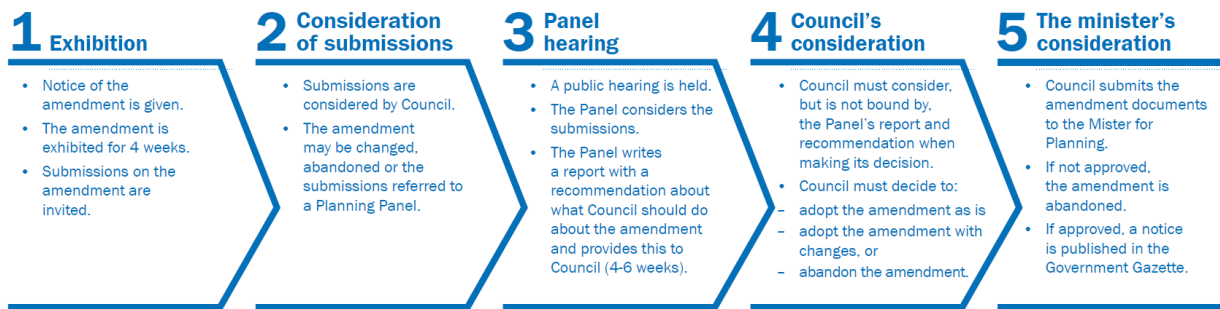 1 Exhibition
• Notice of the
amendment is given.
• The amendment is
exhibited for 4 weeks.
• Submissions on the
amendment are
invited.
2 Consideration
of submissions
• Submissions are
considered by Council.
• The amendment
may be changed,
abandoned or the
submissions referred to
a Planning Panel.
3 Panel
hearing
• A public hearing is held.
• The Panel considers the
submissions.
• The Panel writes
a report with a
recommendation about
what Council should do
about the amendment
and provides this to
Council (4-6 weeks).
4 Council's
consideration
• Council must consider,
but is not bound by,
the Panel's report and
recommendation when
making its decision.
• Council must decide to:
– adopt the amendment as is
– adopt the amendment with
changes, or
– abandon the amendment.
5 The minister's
consideration
• Council submits the
amendment documents
to the Mister for
Planning.
• If not approved,
the amendment is
abandoned.
• If approved, a notice
is published in the
Government Gazette.